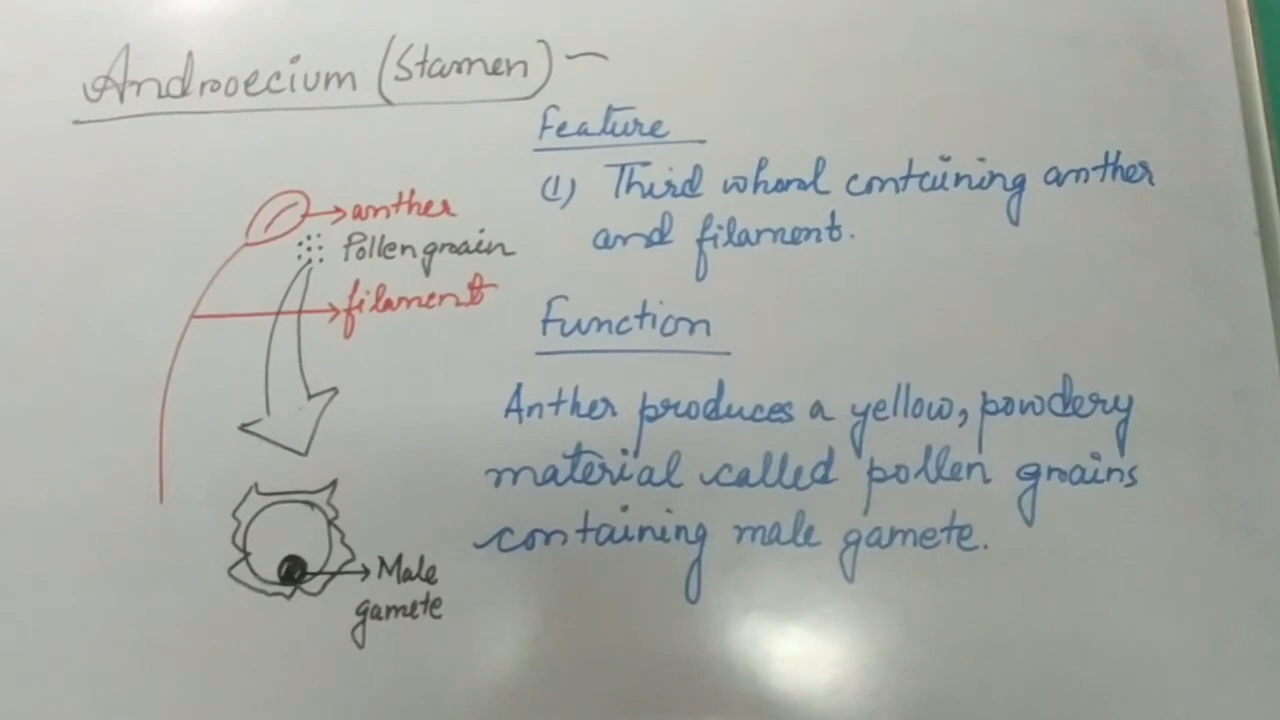 Androecium (Stamen) —
Feature
(1) Third whorl containing anther
and filament.
anther
Pollen grain
filament
Function
Anther produces a yellow, powdery
material called pollen grains
containing male gamete.
Male
gamete